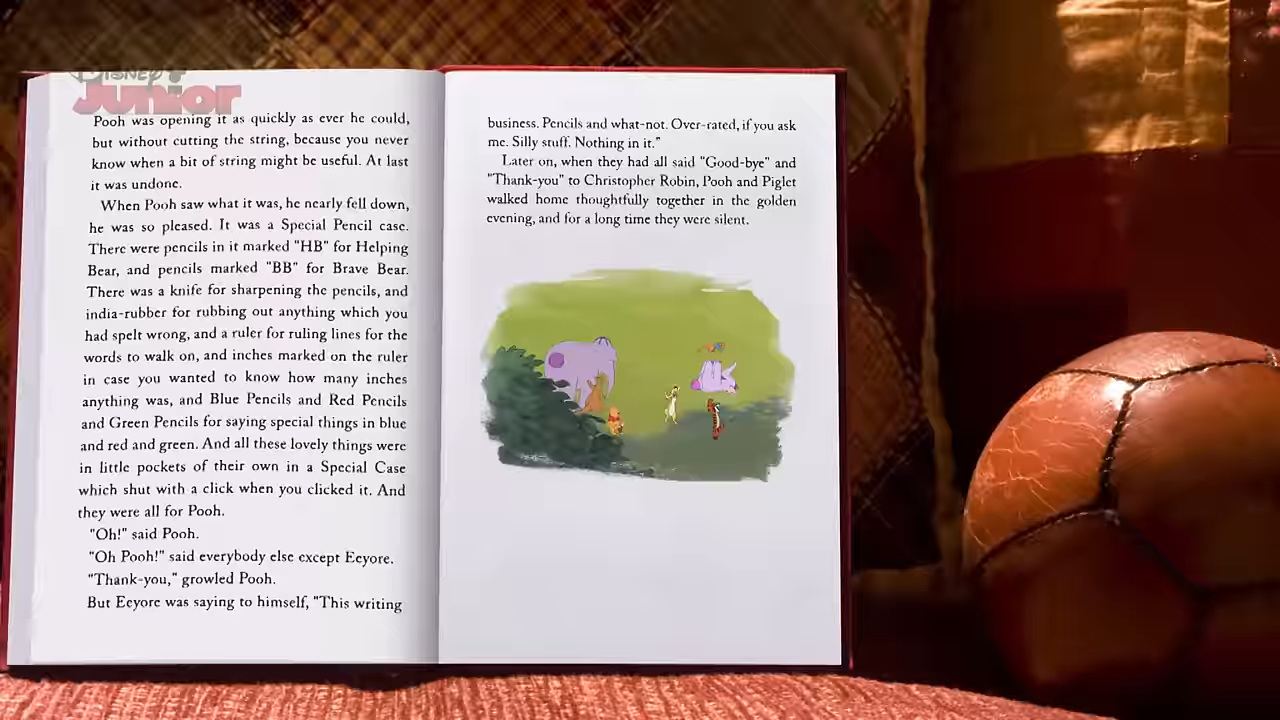 Disney
Junior
Pooh was opening it as quickly as ever he could,
but without cutting the string, because you never
know when a bit of string might be useful. At last
it was undone.
When Pooh saw what it was, he nearly fell down,
he was so pleased. It was a Special Pencil case.
There were pencils in it marked "HB" for Helping
Bear, and pencils marked "BB" for Brave Bear.
There was a knife for sharpening the pencils, and
india-rubber for rubbing out anything which you
had spelt wrong, and a ruler for ruling lines for the
words to walk on, and inches marked on the ruler
in case you wanted to know how many inches
anything was, and Blue Pencils and Red Pencils
and Green Pencils for saying special things in blue
and red and green. And all these lovely things were
in little pockets of their own in a Special Case
which shut with a click when you clicked it. And
they were all for Pooh.
"Oh!" said Pooh.
"Oh Pooh!" said everybody else except Eeyore.
"Thank-you," growled Pooh.
But Eeyore was saying to himself, "This writing
business. Pencils and what-not. Over-rated, if you ask
me. Silly stuff. Nothing in it."
Later on, when they had all said "Good-bye" and
"Thank-you" to Christopher Robin, Pooh and Piglet
walked home thoughtfully together in the golden
evening, and for a long time they were silent.